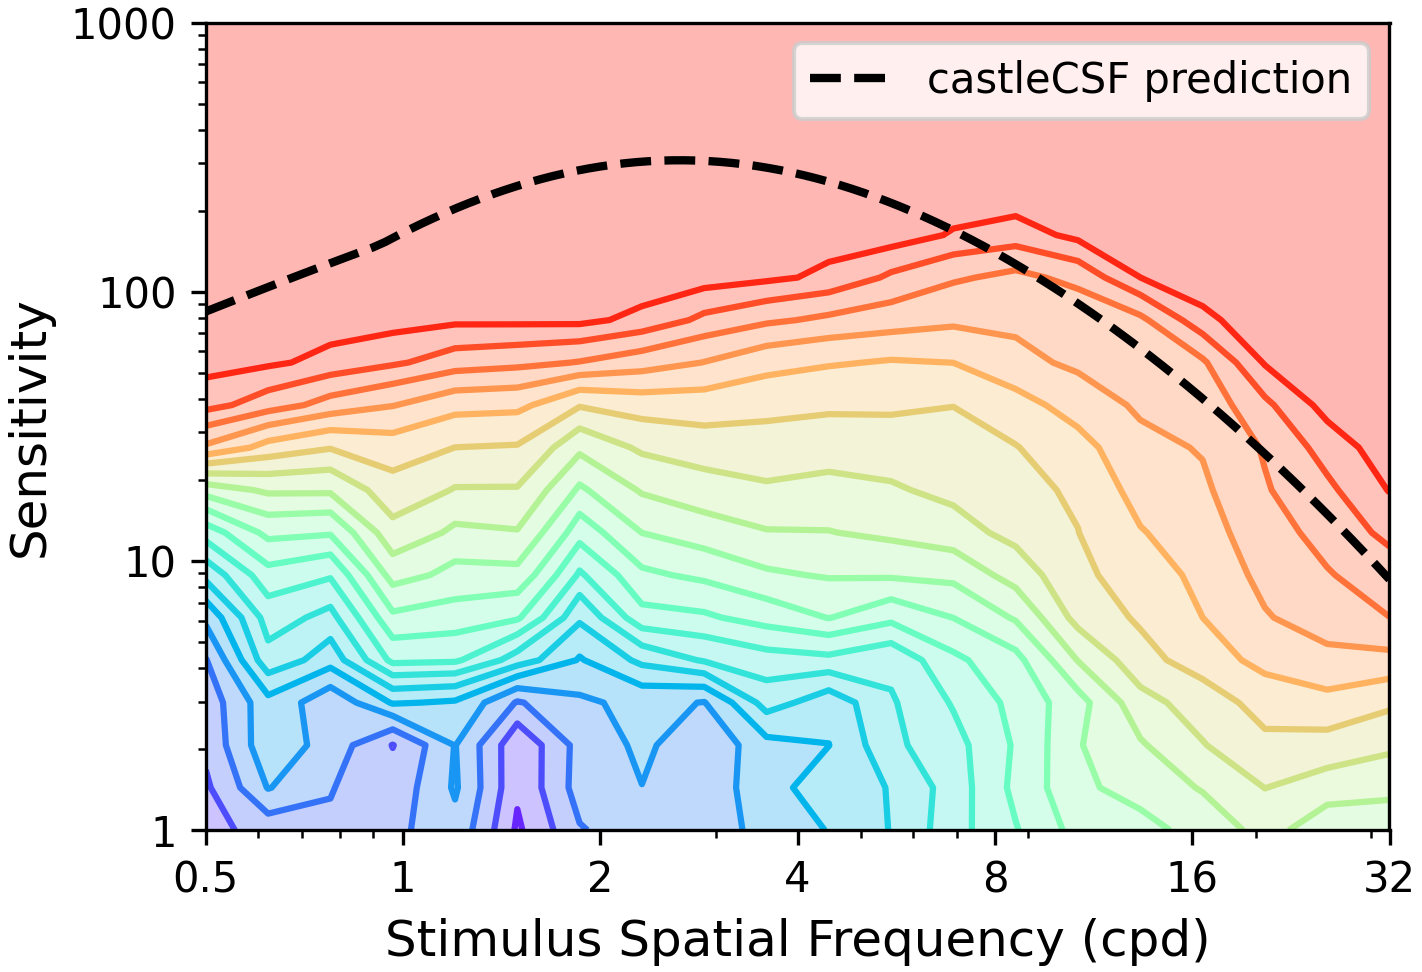 1000
100
10
1
Sensitivity
castleCSF prediction
0.5 1 2 4 8 16 32
Stimulus Spatial Frequency (cpd)